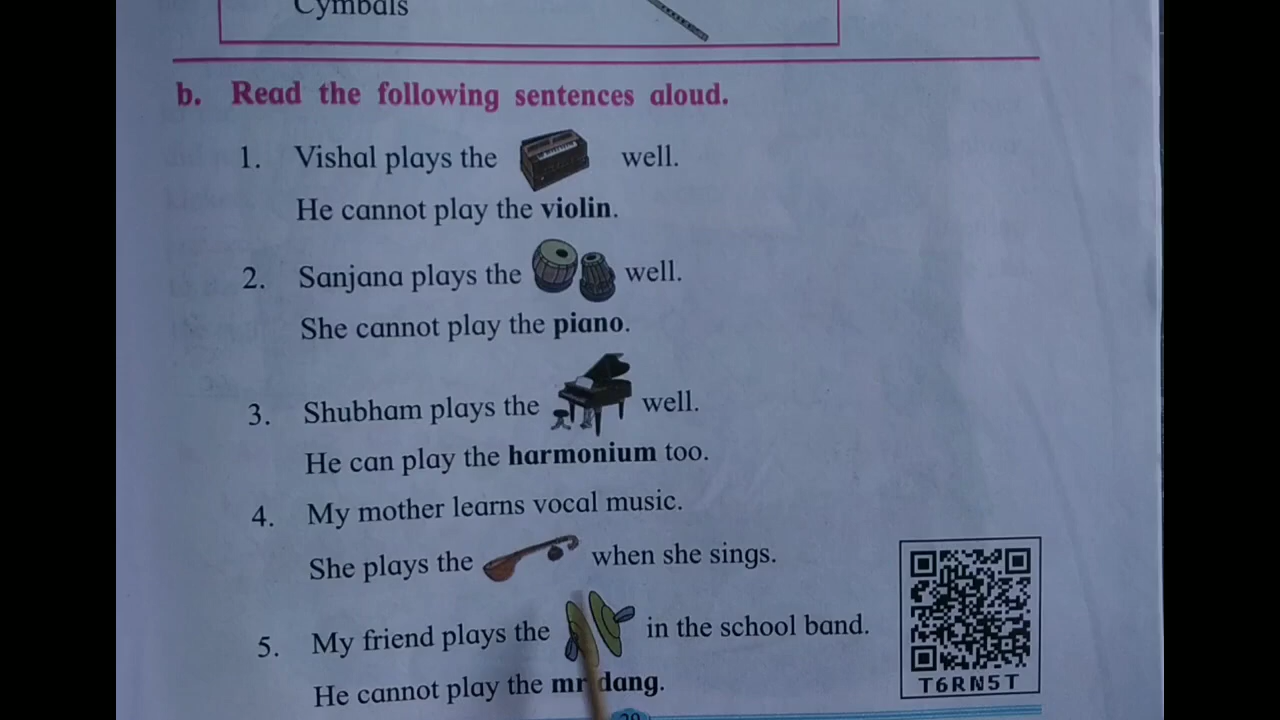 Cymbals
b. Read the following sentences aloud.
1. Vishal plays the well.
He cannot play the violin.
2. Sanjana plays the well.
She cannot play the piano.
3. Shubham plays the well.
He can play the harmonium too.
4. My mother learns vocal music.
She plays the when she sings.
5. My friend plays the in the school band.
He cannot play the mridang.
T6RN5T